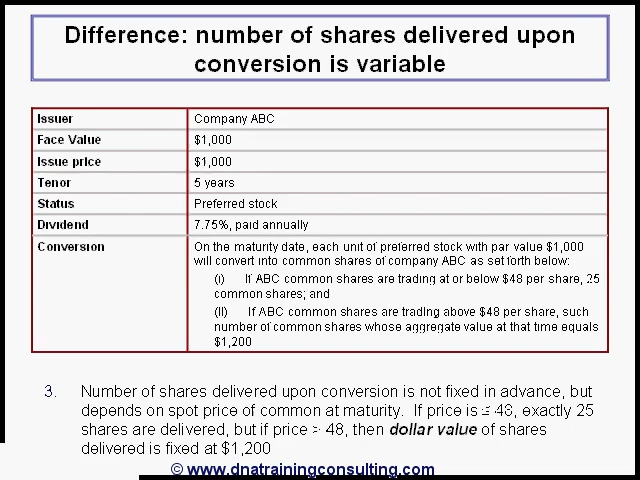 Difference: number of shares delivered upon
conversion is variable
Issuer Company ABC
Face Value $1,000
Issue price $1,000
Tenor 5 years
Status Preferred stock
Dividend 7.75%, paid annually
Conversion On the maturity date, each unit of preferred stock with par value $1,000
will convert into common shares of company ABC as set forth below:
(i) If ABC common shares are trading at or below $48 per share, 25
common shares; and
(ii) If ABC common shares are trading above $48 per share, such
number of common shares whose aggregate value at that time equals
$1,200
3. Number of shares delivered upon conversion is not fixed in advance, but
depends on spot price of common at maturity. If price is ≤ 48, exactly 25
shares are delivered, but if price > 48, then dollar value of shares
delivered is fixed at $1,200
© www.dnatrainingconsulting.com